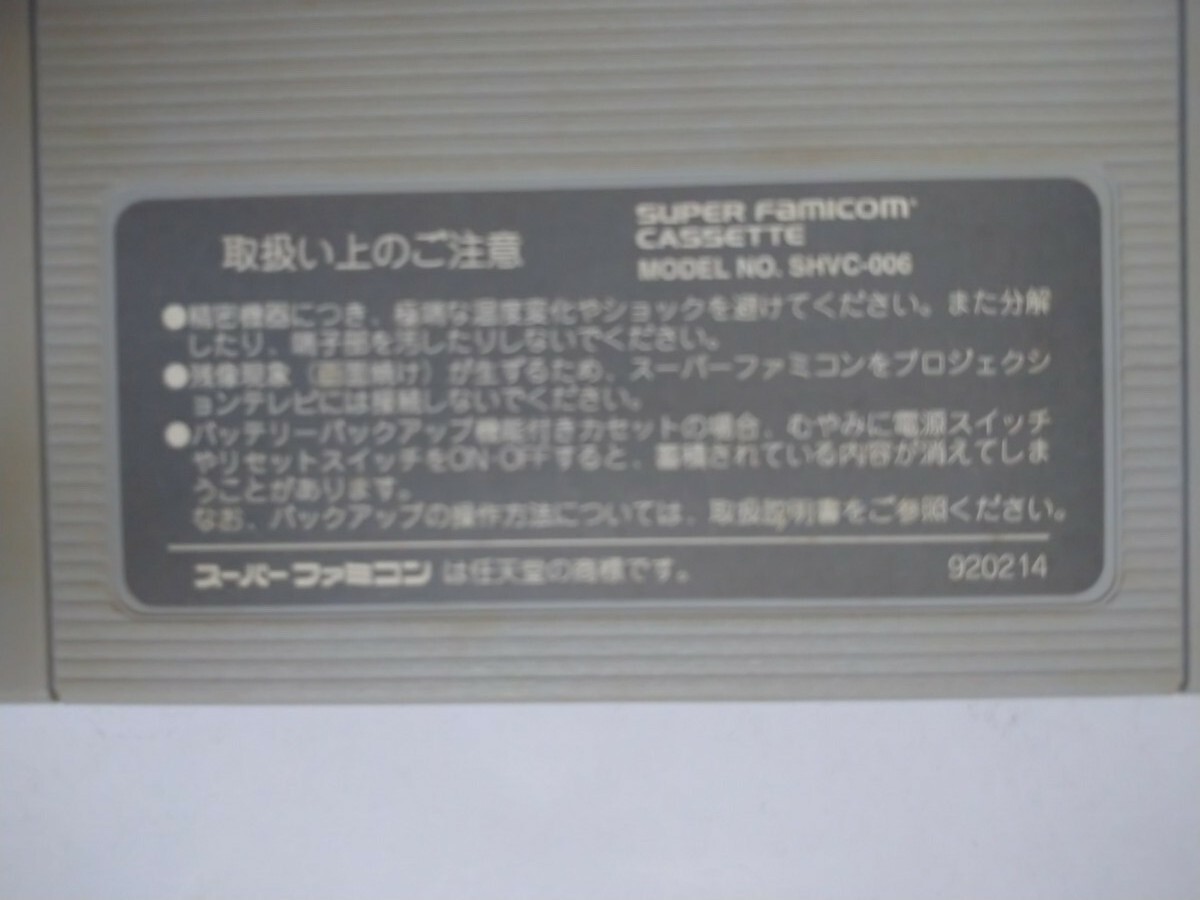 取扱い上のご注意
SUPER FAMICOM
CASSETTE
MODEL NO. SHVC-006
●精密機器につき、極端な温度変化やショックを避けてください。また分解
したり、端子部を汚したりしないでください。
●残像現象(画面焼け)が生ずるため、スーパーファミコンをプロジェクシ
ョンテレビには接続しないでください。
●バッテリーバックアップ機能付きカセットの場合、むやみに電源スイッチ
やリセットスイッチをON-OFFすると、蓄積されている内容が消えてしま
うことがあります。
なお、バックアップの操作方法については、取扱説明書をご参照ください。
スーパーファミコンは任天堂の商標です。
920214